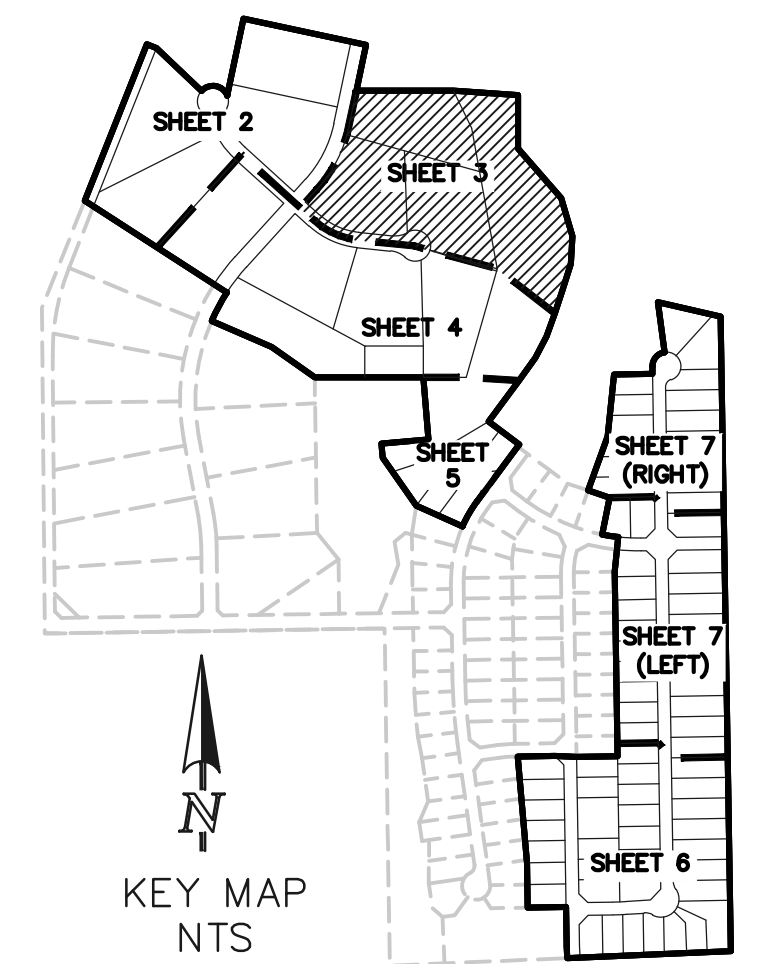 SHEET 2
SHEET 3
SHEET 4
SHEET
5
SHEET 7
(RIGHT)
SHEET 7
(LEFT)
SHEET 6
N
KEY MAP
NTS